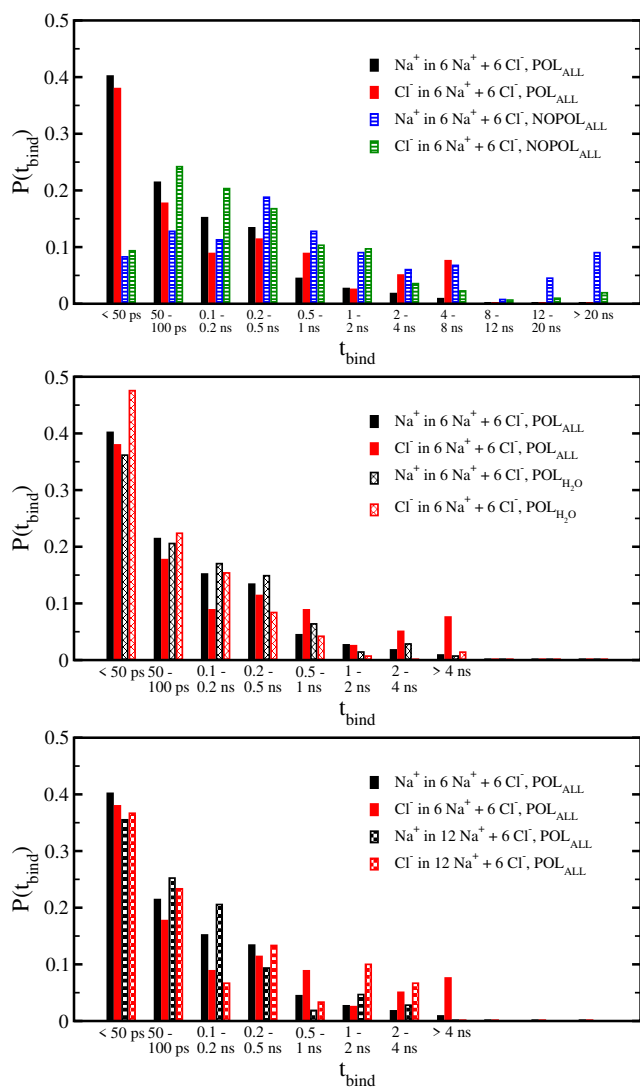 0.5
0.4
0.3
0.2
0.1
0
P(t_bind)
Na⁺ in 6 Na⁺ + 6 Cl⁻, POL_ALL
Cl⁻ in 6 Na⁺ + 6 Cl⁻, POL_ALL
Na⁺ in 6 Na⁺ + 6 Cl⁻, NOPOL_ALL
Cl⁻ in 6 Na⁺ + 6 Cl⁻, NOPOL_ALL
< 50 ps 50 - 0.1 - 0.2 - 0.5 - 1 - 2 - 4 - 8 - 12 - > 20 ns
100 ps 0.2 ns 0.5 ns 1 ns 2 ns 4 ns 8 ns 12 ns 20 ns
t_bind
0.5
0.4
0.3
0.2
0.1
0
P(t_bind)
Na⁺ in 6 Na⁺ + 6 Cl⁻, POL_ALL
Cl⁻ in 6 Na⁺ + 6 Cl⁻, POL_ALL
Na⁺ in 6 Na⁺ + 6 Cl⁻, POL_H₂O
Cl⁻ in 6 Na⁺ + 6 Cl⁻, POL_H₂O
< 50 ps 50 - 0.1 - 0.2 - 0.5 - 1 - 2 - > 4 ns
100 ps 0.2 ns 0.5 ns 1 ns 2 ns 4 ns
t_bind
0.5
0.4
0.3
0.2
0.1
0
P(t_bind)
Na⁺ in 6 Na⁺ + 6 Cl⁻, POL_ALL
Cl⁻ in 6 Na⁺ + 6 Cl⁻, POL_ALL
Na⁺ in 12 Na⁺ + 6 Cl⁻, POL_ALL
Cl⁻ in 12 Na⁺ + 6 Cl⁻, POL_ALL
< 50 ps 50 - 0.1 - 0.2 - 0.5 - 1 - 2 - > 4 ns
100 ps 0.2 ns 0.5 ns 1 ns 2 ns 4 ns
t_bind